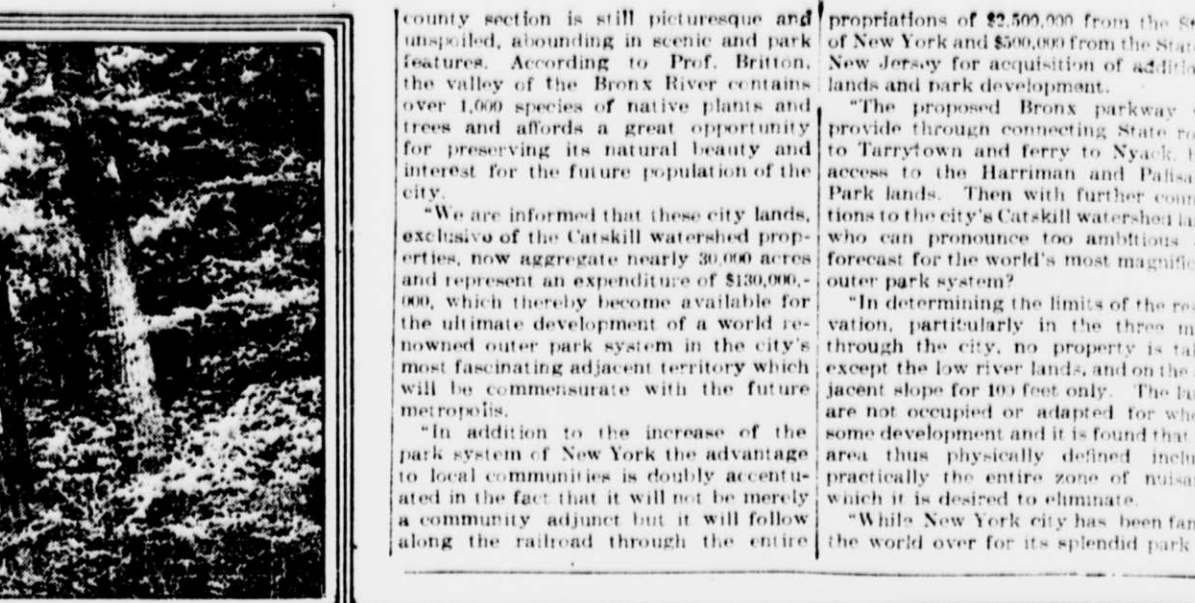 county section is still picturesque and
unspoiled, abounding in scenic and park
features. According to Prof. Britton,
the valley of the Bronx River contains
over 1,000 species of native plants and
trees and affords a great opportunity
for preserving its natural beauty and
interest for the future population of the
city.
"We are informed that these city lands,
exclusive of the Catskill watershed prop-
erties, now aggregate nearly 30,000 acres
and represent an expenditure of $130,000,-
000, which thereby become available for
the ultimate development of a world re-
nowned outer park system in the city's
most fascinating adjacent territory which
will be commensurate with the future
metropolis.
"In addition to the increase of the
park system of New York the advantage
to local communities is doubly accentu-
ated in the fact that it will not be merely
a community adjunct but it will follow
along the railroad through the entire
propriations of $2,500,000 from the
of New York and $500,000 from the State
New Jersey for acquisition of additio
lands and park development.
"The proposed Bronx parkway
provide through connecting State
to Tarrytown and ferry to Nyack,
access to the Harriman and Palisa
Park lands. Then with further conn
tions to the city's Catskill watershed la
who can pronounce too ambitious
forecast for the world's most magnific
outer park system?
"In determining the limits of the res
vation, particularly in the three mi
through the city, no property is tak
except the low river lands, and on the
jacent slope for 100 feet only. The la
are not occupied or adapted for who
some development and it is found that
area thus physically defined inclu
practically the entire zone of nuisa
which it is desired to eliminate.
"While New York city has been fam
the world over for its splendid park